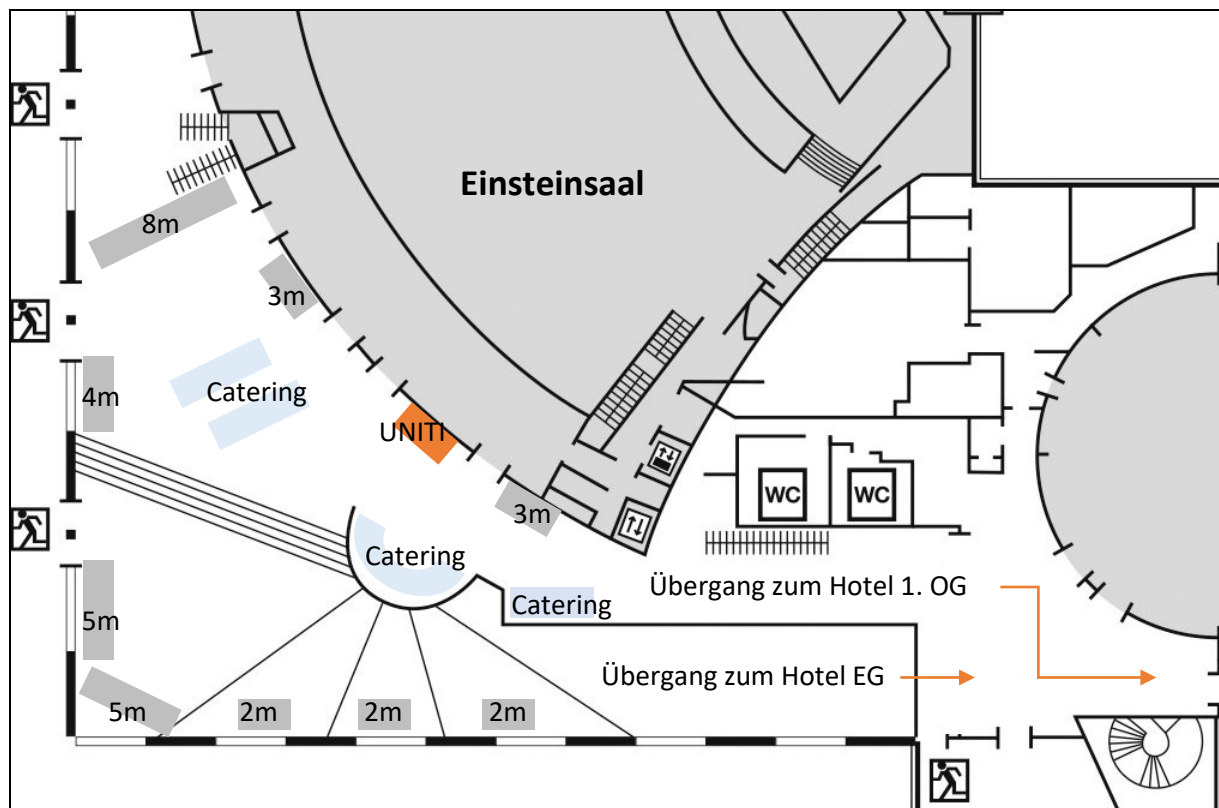 Einsteinsaal
8m
3m
4m
Catering
UNITI
3m
WC
WC
Catering
Catering
Übergang zum Hotel 1. OG
5m
Übergang zum Hotel EG
5m
2m
2m
2m